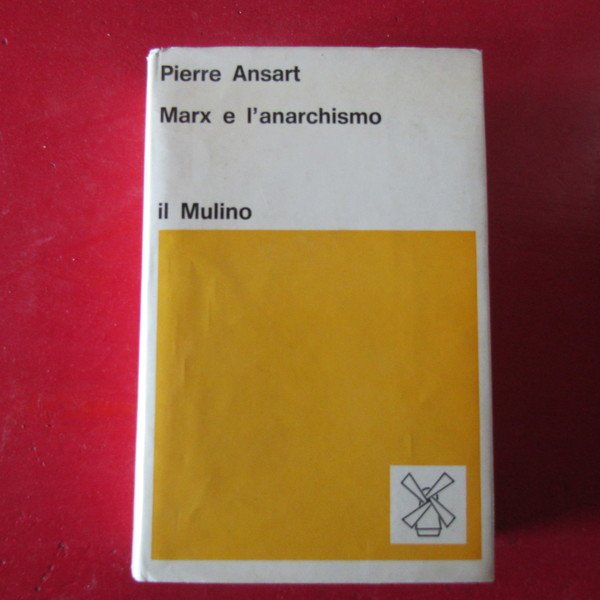 Pierre Ansart
Marx e l'anarchismo
il Mulino